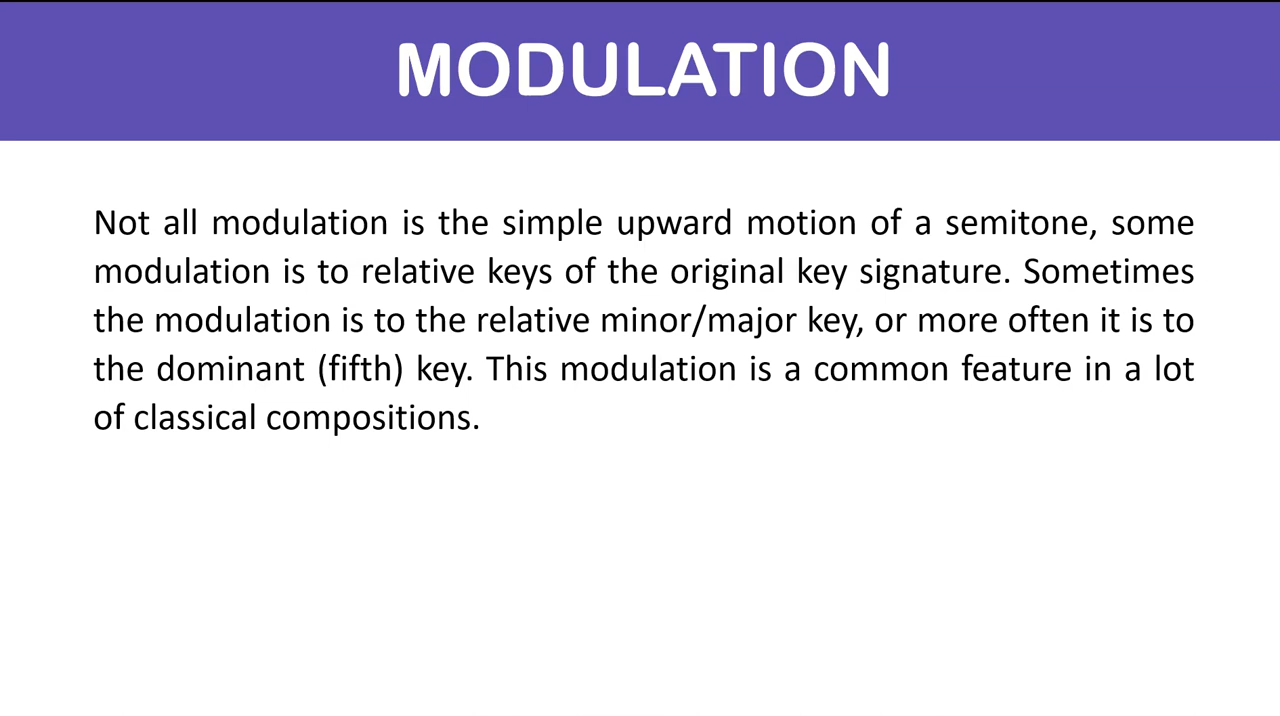 MODULATION
Not all modulation is the simple upward motion of a semitone, some
modulation is to relative keys of the original key signature. Sometimes
the modulation is to the relative minor/major key, or more often it is to
the dominant (fifth) key. This modulation is a common feature in a lot
of classical compositions.